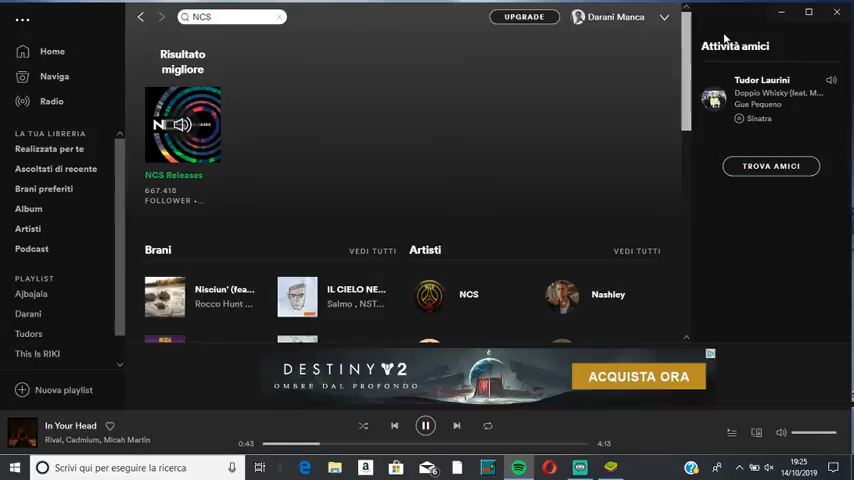 NCS
UPGRADE
Darani Manca
Home
Naviga
Radio
LA TUA LIBRERIA
Realizzata per te
Ascoltati di recente
Brani preferiti
Album
Artisti
Podcast
PLAYLIST
Ajbajaia
Darani
Tudors
This Is RIKI
Nuova playlist
Risultato
migliore
NCS Releases
667.418
FOLLOWER •...
Brani
VEDI TUTTI
Nisciun' (fea...
Rocco Hunt ...
IL CIELO NE...
Salmo , NST...
Artisti
VEDI TUTTI
NCS
Nashley
Attività amici
Tudor Laurini
Doppio Whisky (feat. M...
Gue Pequeno
Sinatra
TROVA AMICI
DESTINY 2
OMBRE DAL PROFONDO
ACQUISTA ORA
In Your Head
Rival, Cadmium, Micah Martin
0:43
4:13
Scrivi qui per eseguire la ricerca
19:25
14/10/2019